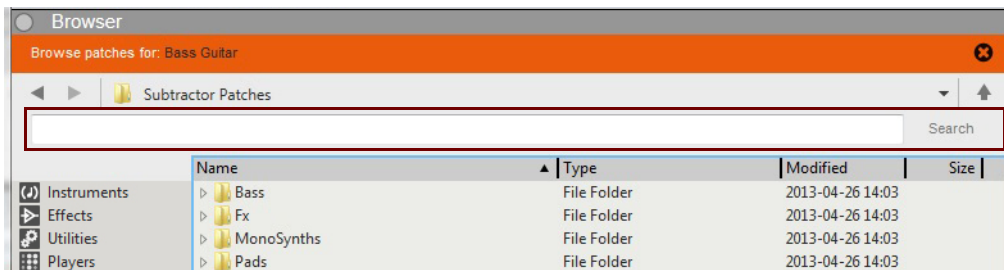 Browser
Browse patches for: Bass Guitar
Subtractor Patches
Search
Name Type Modified Size
Instruments Bass File Folder 2013-04-26 14:03
Effects Fx File Folder 2013-04-26 14:03
Utilities MonoSynths File Folder 2013-04-26 14:03
Players Pads File Folder 2013-04-26 14:03